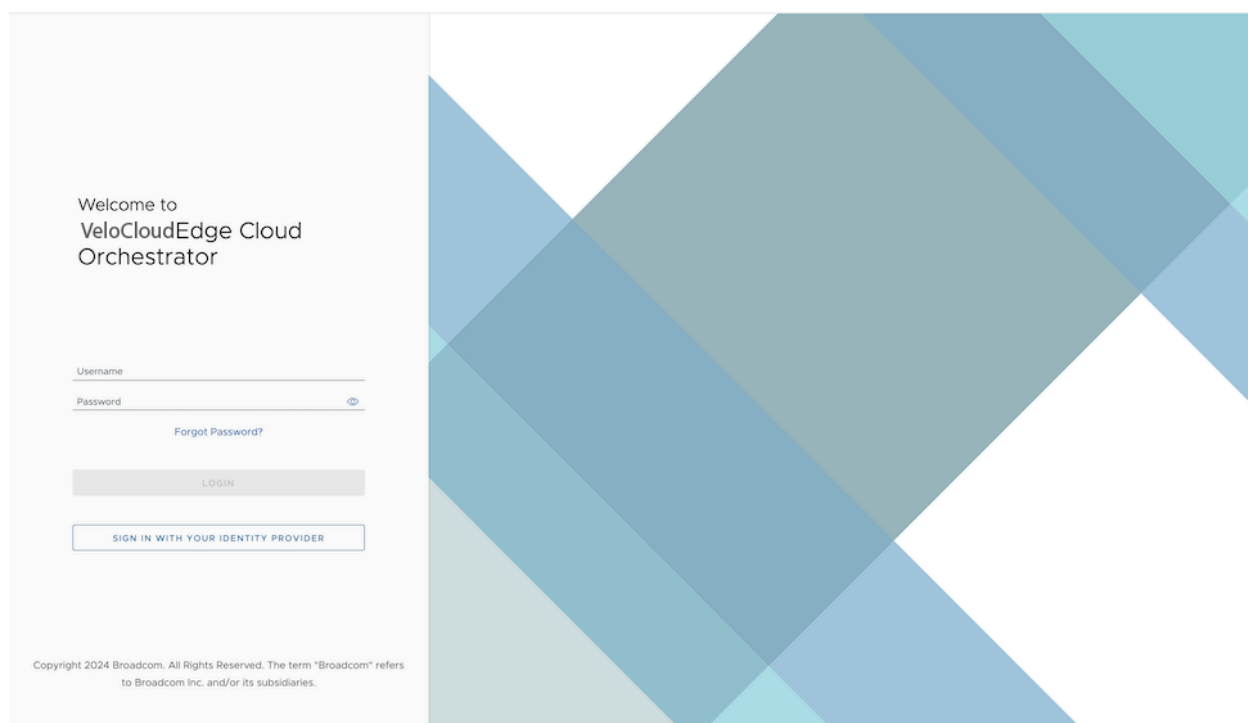 Welcome to
VeloCloudEdge Cloud
Orchestrator
Username
Password
Forgot Password?
LOGIN
SIGN IN WITH YOUR IDENTITY PROVIDER
Copyright 2024 Broadcom. All Rights Reserved. The term "Broadcom" refers
to Broadcom Inc. and/or its subsidiaries.